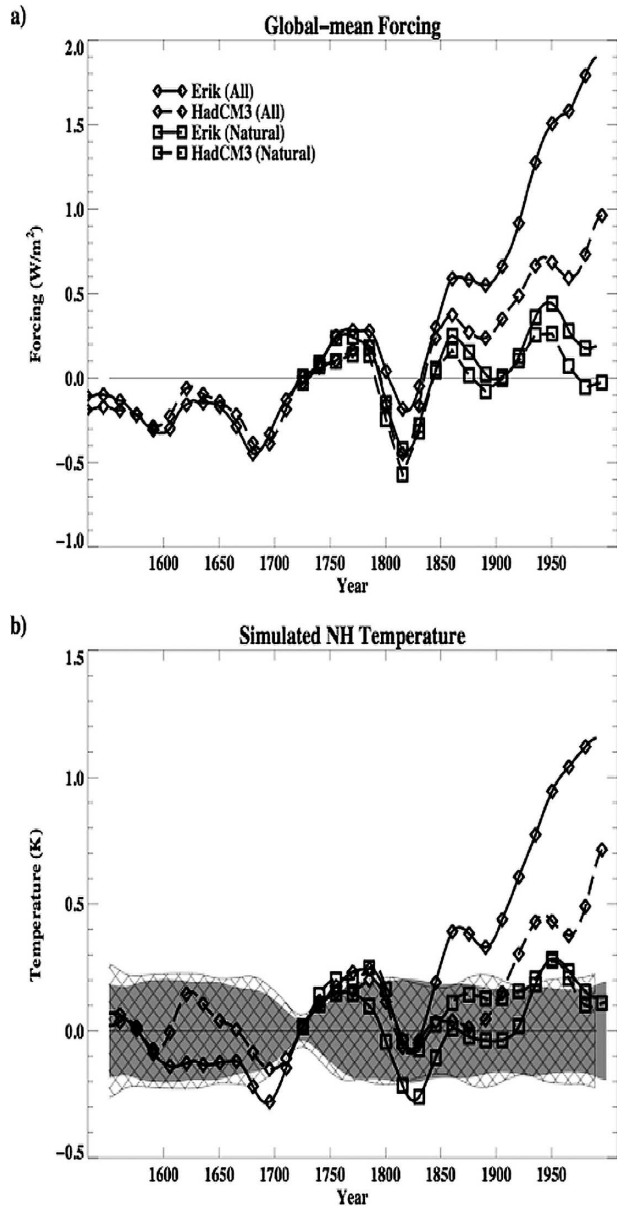 a)
Global-mean Forcing
2.0
1.5
1.0
0.5
0.0
-0.5
-1.0
Forcing (W/m²)
Erik (All)
HadCM3 (All)
Erik (Natural)
HadCM3 (Natural)
1600 1650 1700 1750 1800 1850 1900 1950
Year
b)
Simulated NH Temperature
1.5
1.0
0.5
0.0
-0.5
Temperature (K)
1600 1650 1700 1750 1800 1850 1900 1950
Year